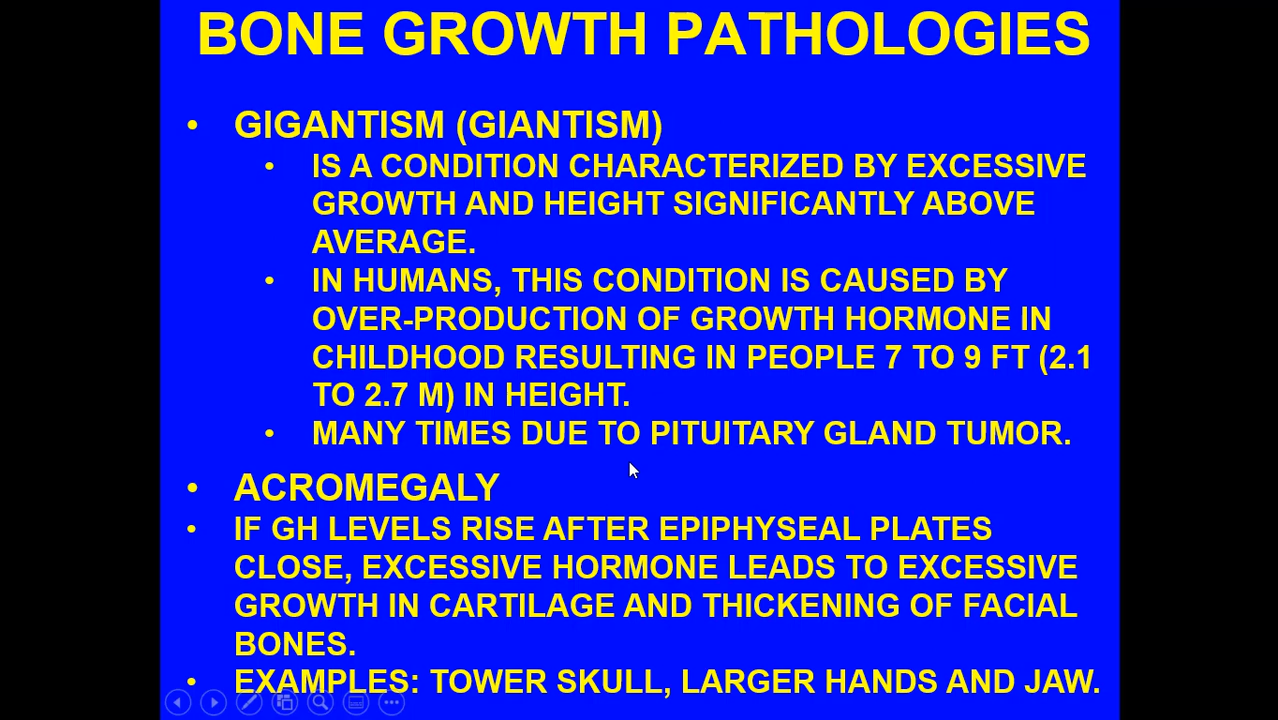 BONE GROWTH PATHOLOGIES
• GIGANTISM (GIANTISM)
• IS A CONDITION CHARACTERIZED BY EXCESSIVE
GROWTH AND HEIGHT SIGNIFICANTLY ABOVE
AVERAGE.
• IN HUMANS, THIS CONDITION IS CAUSED BY
OVER-PRODUCTION OF GROWTH HORMONE IN
CHILDHOOD RESULTING IN PEOPLE 7 TO 9 FT (2.1
TO 2.7 M) IN HEIGHT.
• MANY TIMES DUE TO PITUITARY GLAND TUMOR.
• ACROMEGALY
• IF GH LEVELS RISE AFTER EPIPHYSEAL PLATES
CLOSE, EXCESSIVE HORMONE LEADS TO EXCESSIVE
GROWTH IN CARTILAGE AND THICKENING OF FACIAL
BONES.
• EXAMPLES: TOWER SKULL, LARGER HANDS AND JAW.